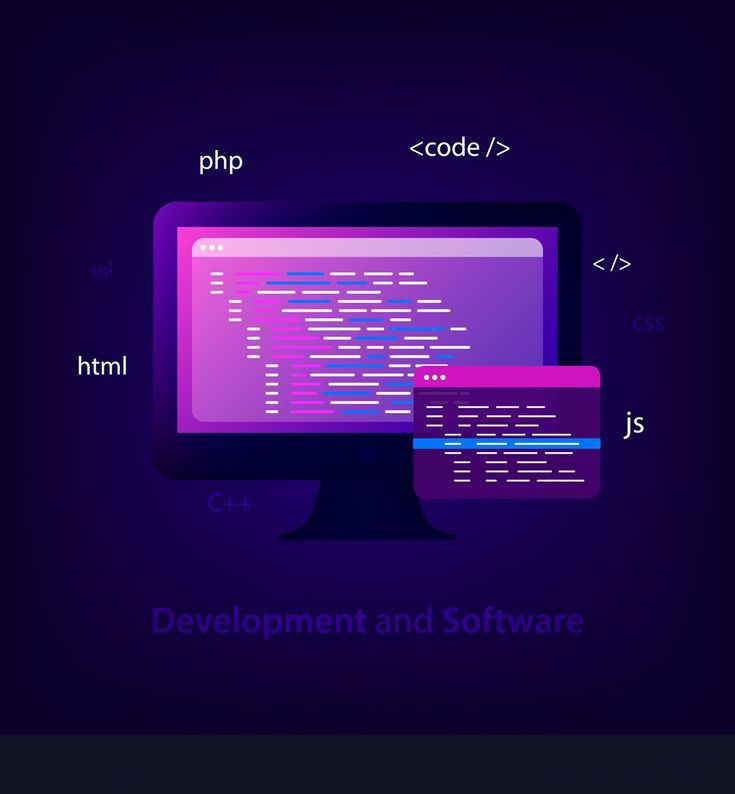 php
<code />
sql
</>
css
html
js
C++
Development and Software